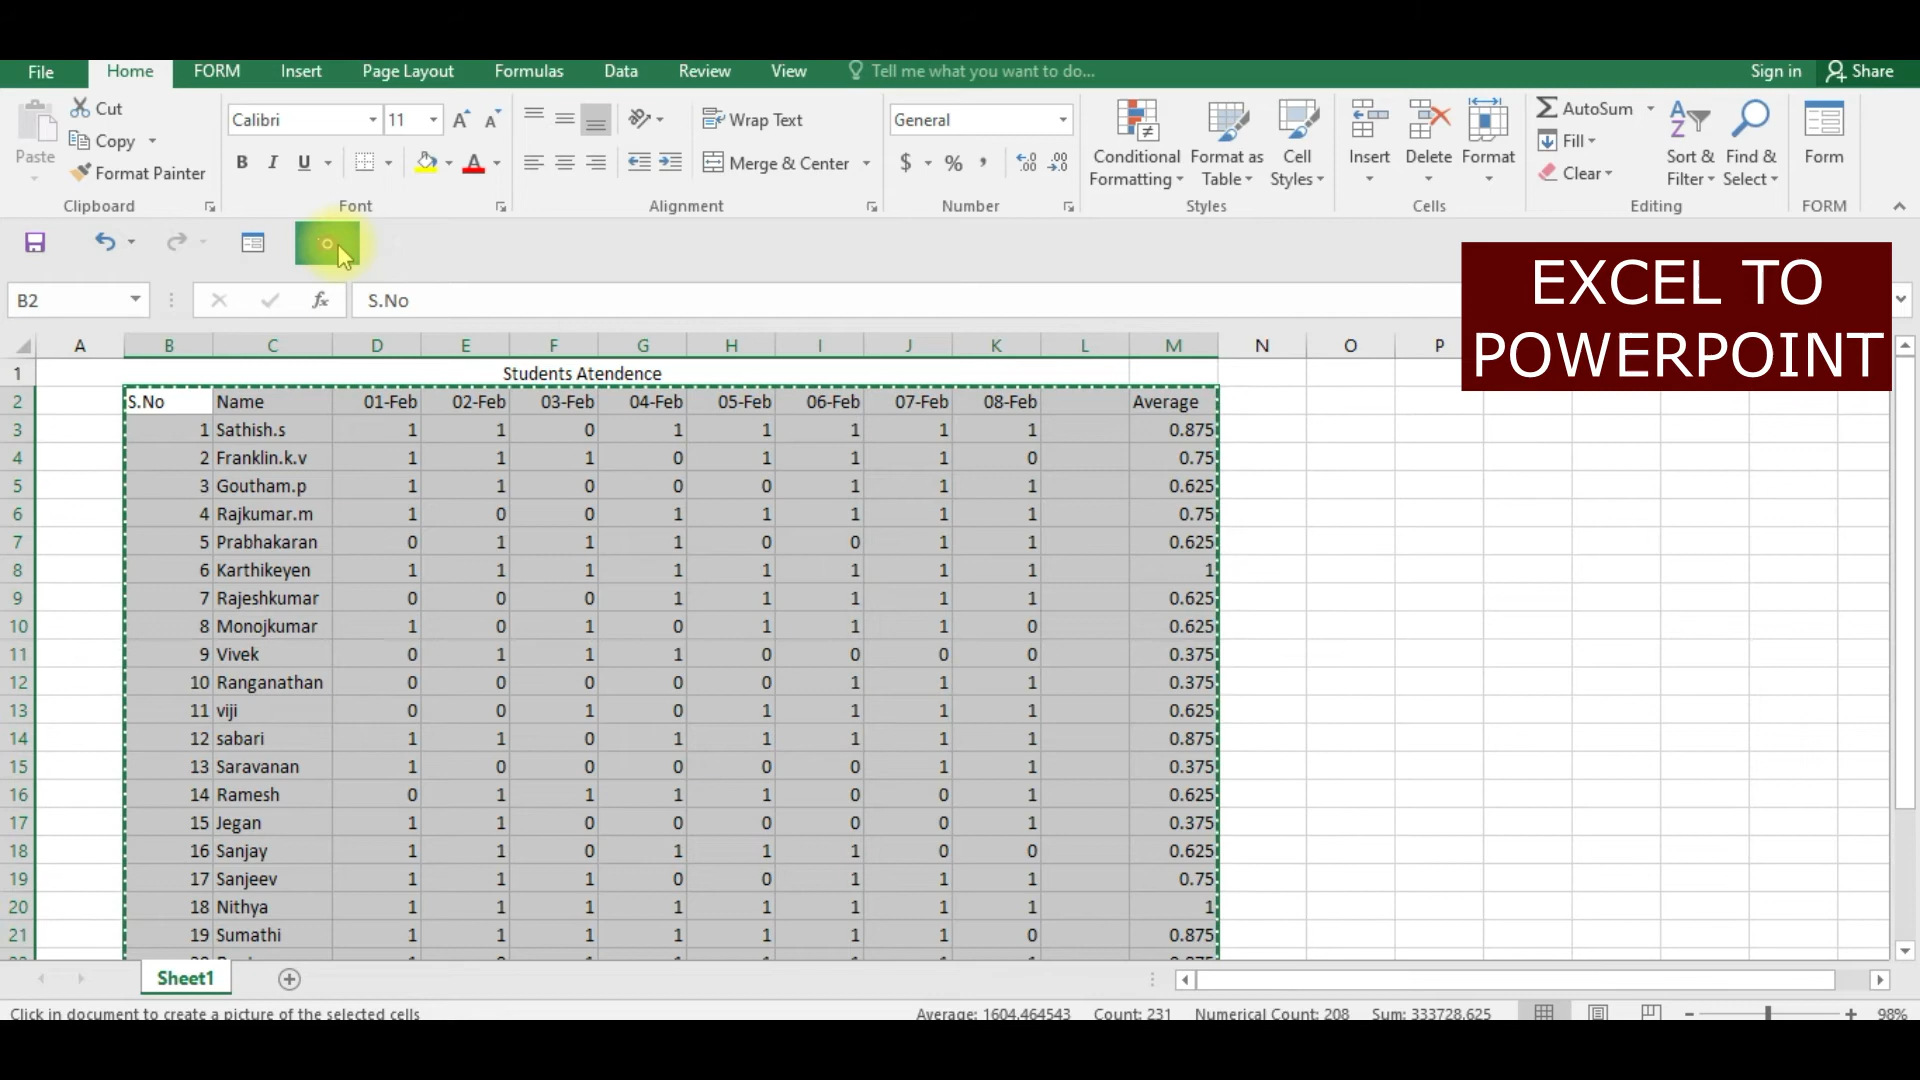 File Home FORM Insert Page Layout Formulas Data Review View Tell me what you want to do... Sign in Share
Cut
Copy
Format Painter
Paste
Clipboard
Calibri 11
B I U A
Font
Wrap Text
Merge & Center
Alignment
General
$ % ,
Number
Conditional Formatting
Format as Table
Cell Styles
Styles
Insert Delete Format
Cells
AutoSum
Fill
Clear
Sort & Filter
Find & Select
Editing
Form
FORM
EXCEL TO
POWERPOINT
B2 fx S.No
A B C D E F G H I J K L M N O P
1 Students Atendence
2 S.No Name 01-Feb 02-Feb 03-Feb 04-Feb 05-Feb 06-Feb 07-Feb 08-Feb Average
3 1 Sathish.s 1 1 0 1 1 1 1 1 0.875
4 2 Franklin.k.v 1 1 1 0 1 1 1 0 0.75
5 3 Goutham.p 1 1 0 0 0 1 1 1 0.625
6 4 Rajkumar.m 1 0 0 1 1 1 1 1 0.75
7 5 Prabhakaran 0 1 1 1 0 0 1 1 0.625
8 6 Karthikeyen 1 1 1 1 1 1 1 1 1
9 7 Rajeshkumar 0 0 0 1 1 1 1 1 0.625
10 8 Monojkumar 1 0 1 0 1 1 1 0 0.625
11 9 Vivek 0 1 1 1 0 0 0 0 0.375
12 10 Ranganathan 0 0 0 0 0 1 1 1 0.375
13 11 viji 0 0 1 0 1 1 1 1 0.625
14 12 sabari 1 1 0 1 1 1 1 1 0.875
15 13 Saravanan 1 0 0 0 0 0 1 1 0.375
16 14 Ramesh 0 1 1 1 1 0 0 1 0.625
17 15 Jegan 1 1 0 0 0 0 0 1 0.375
18 16 Sanjay 1 1 0 1 1 1 0 0 0.625
19 17 Sanjeev 1 1 1 0 0 1 1 1 0.75
20 18 Nithya 1 1 1 1 1 1 1 1 1
21 19 Sumathi 1 1 1 1 1 1 1 0 0.875
Sheet1
Click in document to create a picture of the selected cells Average: 1604.464543 Count: 231 Numerical Count: 208 Sum: 333728.625 98%